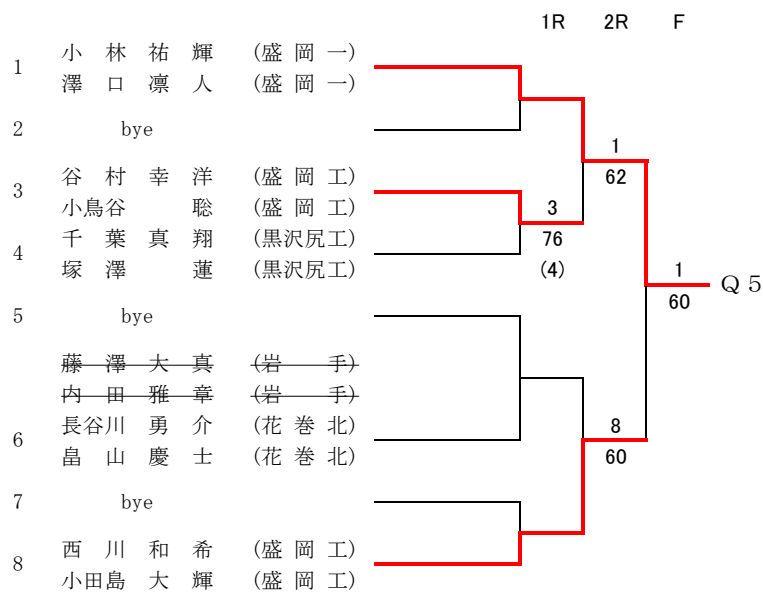 1R 2R F
小 林 祐 輝 (盛 岡 一)
1
澤 口 凛 人 (盛 岡 一)
2 bye
1
62
谷 村 幸 洋 (盛 岡 工)
3
小鳥谷 聡 (盛 岡 工)
3
76
(4)
千 葉 真 翔 (黒沢尻工)
4
塚 澤 蓮 (黒沢尻工)
1
60
Q 5
5 bye
藤 澤 大 真 (岩 手)
内 田 雅 章 (岩 手)
長谷川 勇 介 (花 巻 北)
6
畠 山 慶 士 (花 巻 北)
8
60
7 bye
西 川 和 希 (盛 岡 工)
8
小田島 大 輝 (盛 岡 工)